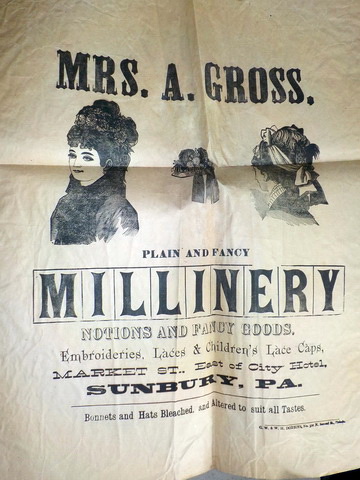 MRS. A. GROSS.
PLAIN AND FANCY
MILLINERY
NOTIONS AND FANCY GOODS,
Embroideries, Laces & Children's Lace Caps,
MARKET ST., East of City Hotel,
SUNBURY, PA.
Bonnets and Hats Bleached, and Altered to suit all Tastes.